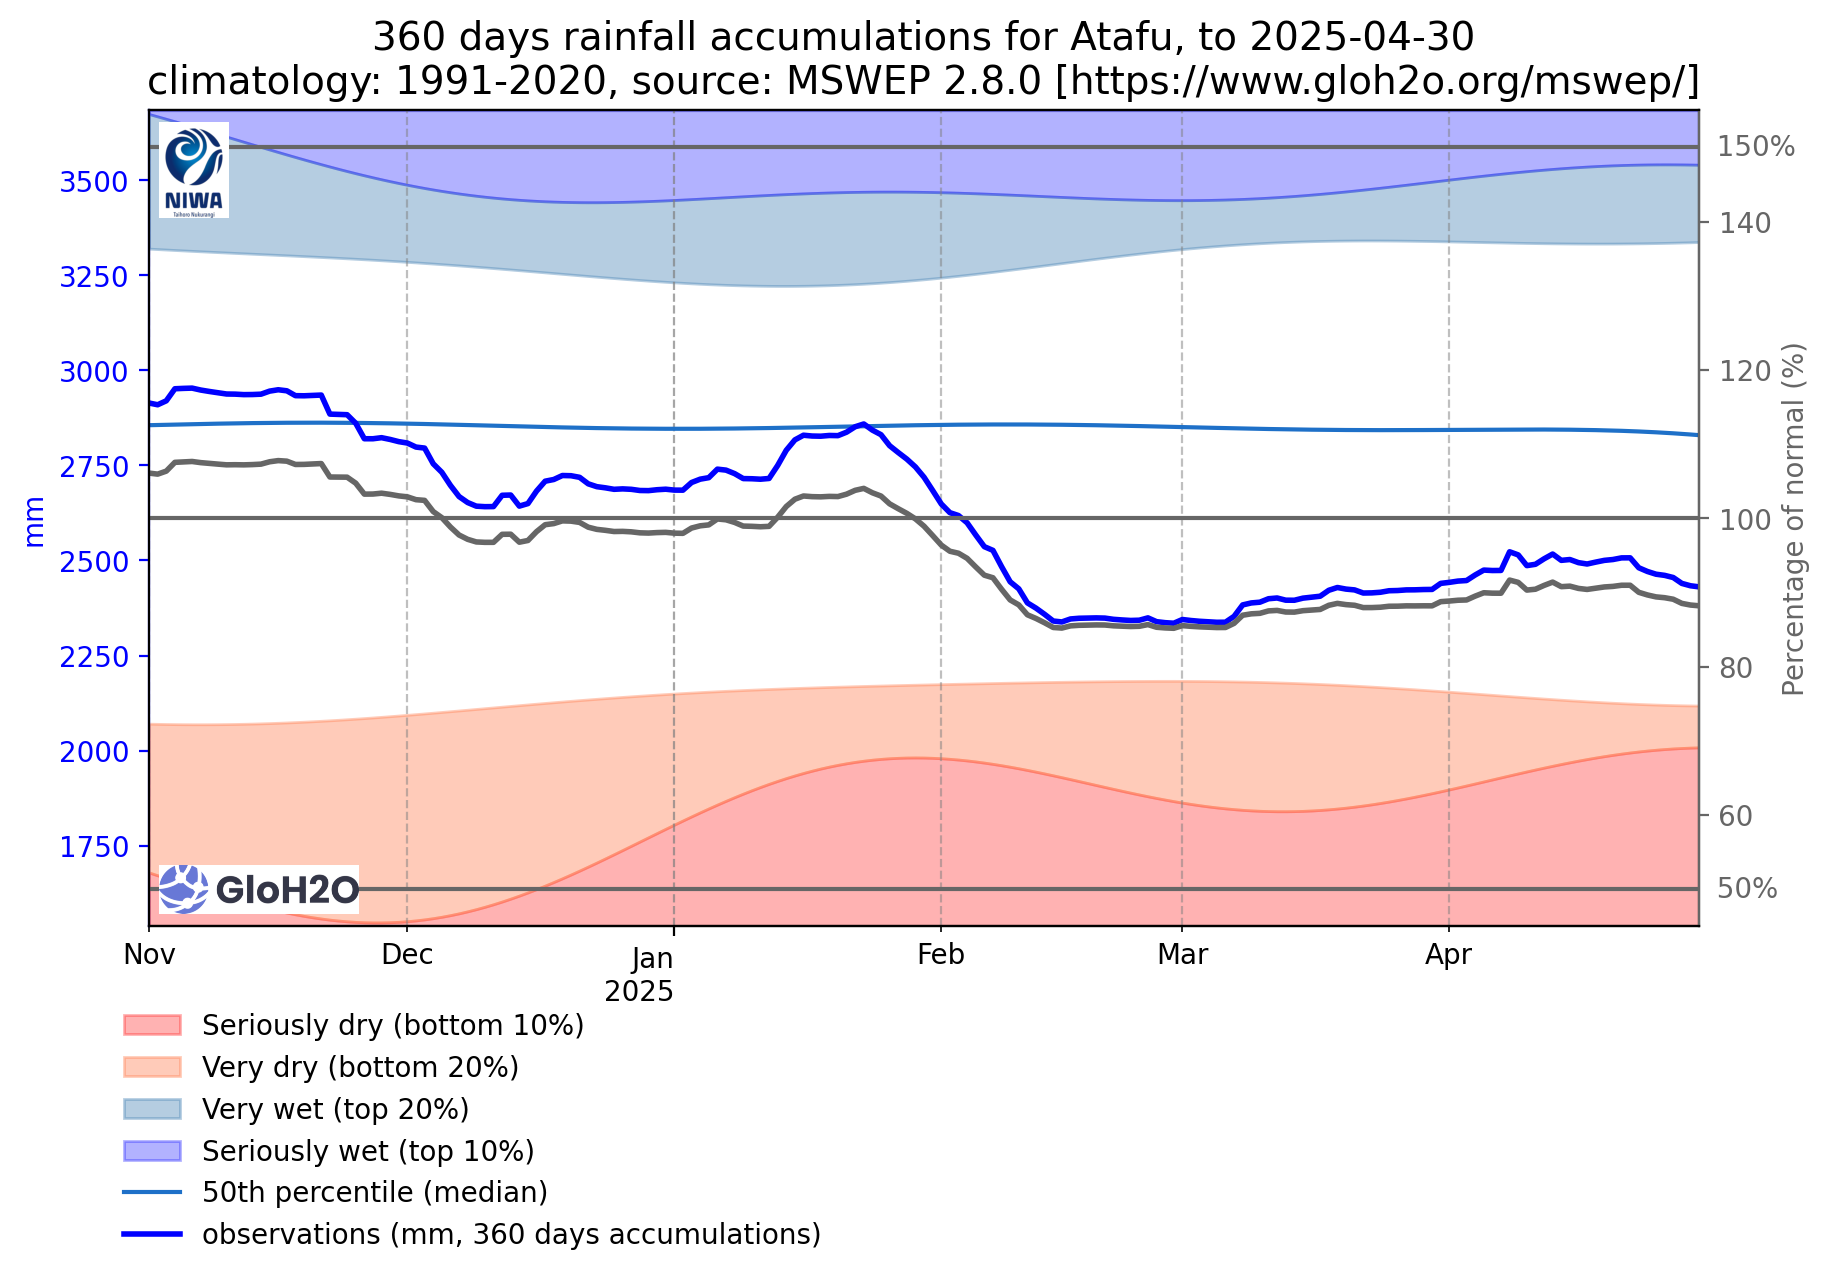 360 days rainfall accumulations for Atafu, to 2025-04-30
climatology: 1991-2020, source: MSWEP 2.8.0 [https://www.gloh2o.org/mswep/]
NIWA
Taihoro Nukurangi
3500
3250
3000
2750
2500
2250
2000
1750
mm
150%
140
120
100
80
60
50%
Percentage of normal (%)
GloH2O
Nov
Dec
Jan
2025
Feb
Mar
Apr
Seriously dry (bottom 10%)
Very dry (bottom 20%)
Very wet (top 20%)
Seriously wet (top 10%)
50th percentile (median)
observations (mm, 360 days accumulations)